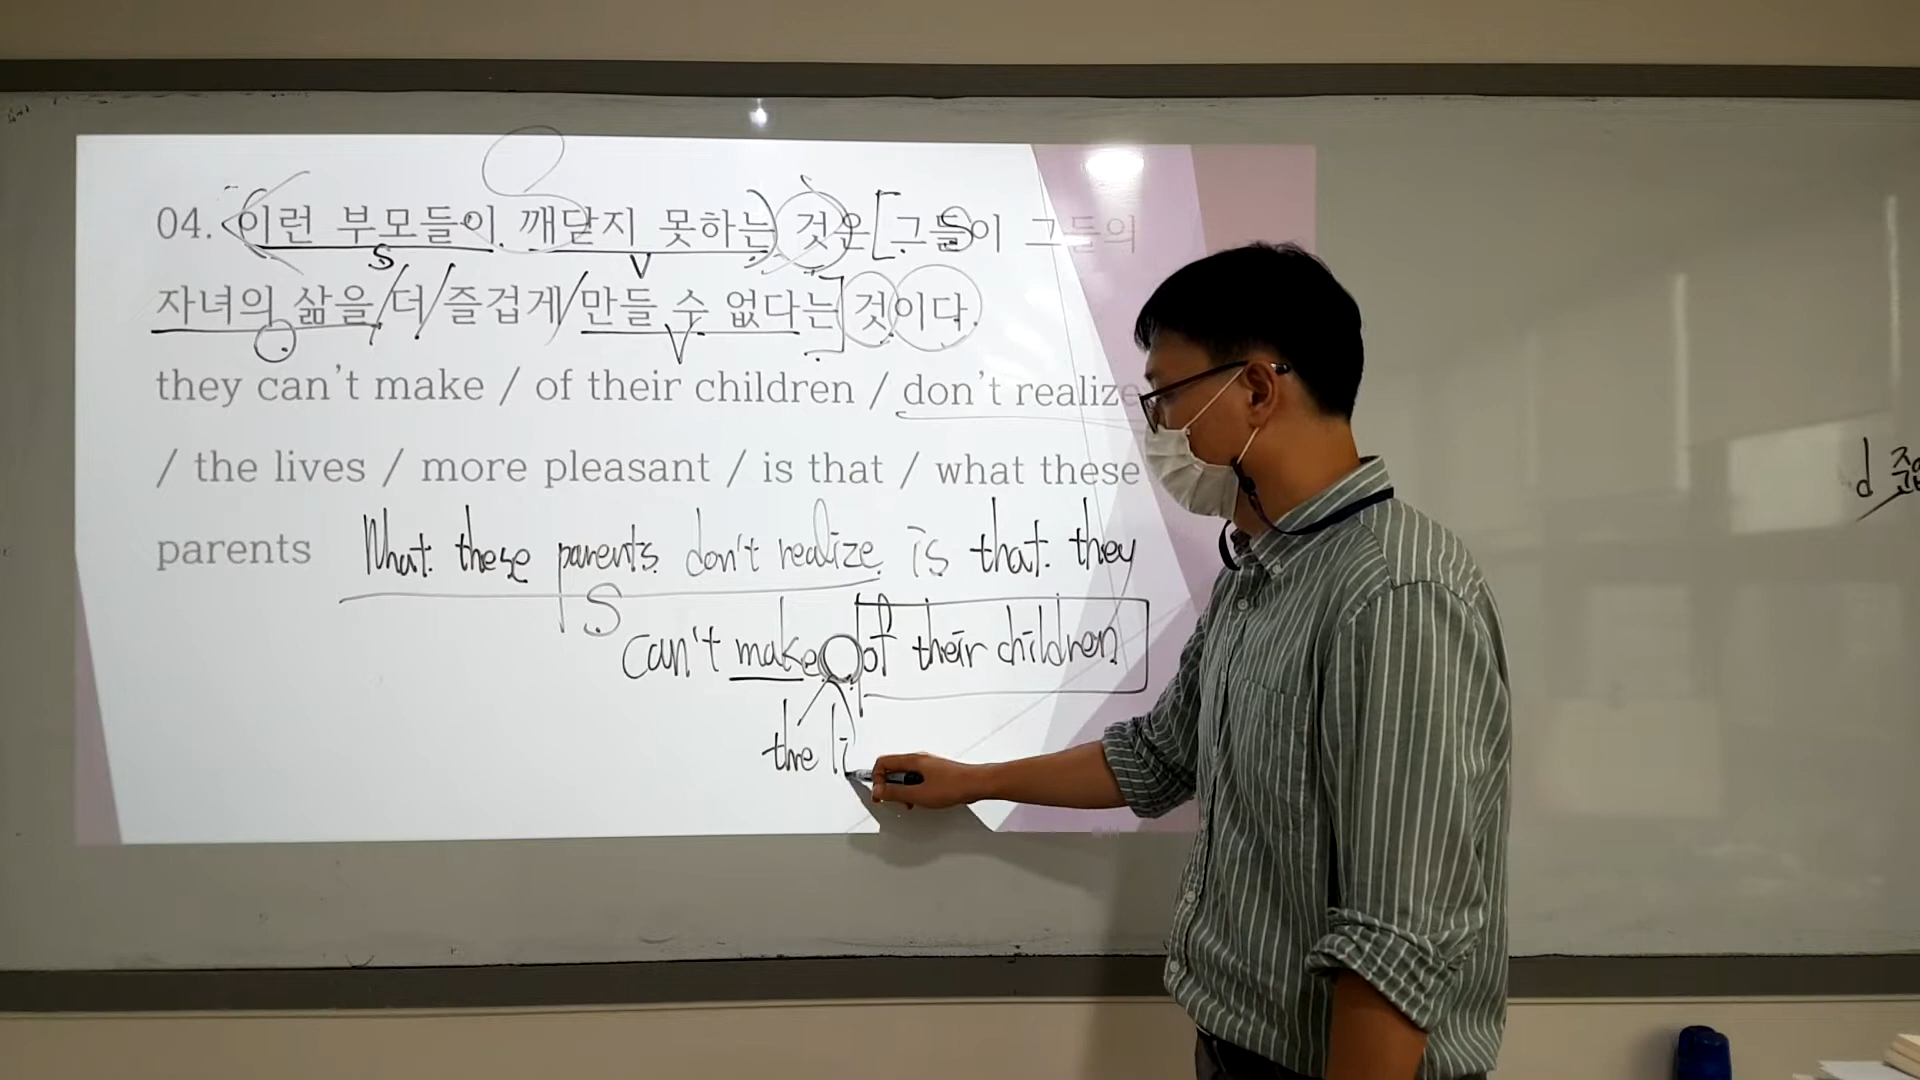 04. 이런 부모들이 깨닫지 못하는 것은 그들이 그들의
자녀의 삶을/더/즐겁게/만들 수 없다는 것이다.
S V S
O V
they can't make / of their children / don't realize
/ the lives / more pleasant / is that / what these
parents
What these parents don't realize is that they
S
can't make of their children
the li
d